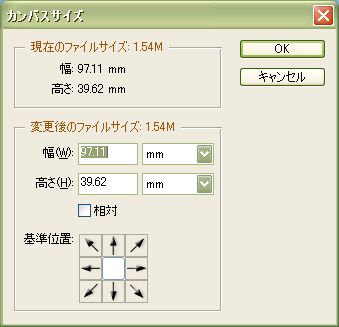 カンバスサイズ
現在のファイルサイズ: 1.54M
幅: 97.11 mm
高さ: 39.62 mm
OK
キャンセル
変更後のファイルサイズ: 1.54M
幅(W): 97.11 mm
高さ(H): 39.62 mm
相対
基準位置: